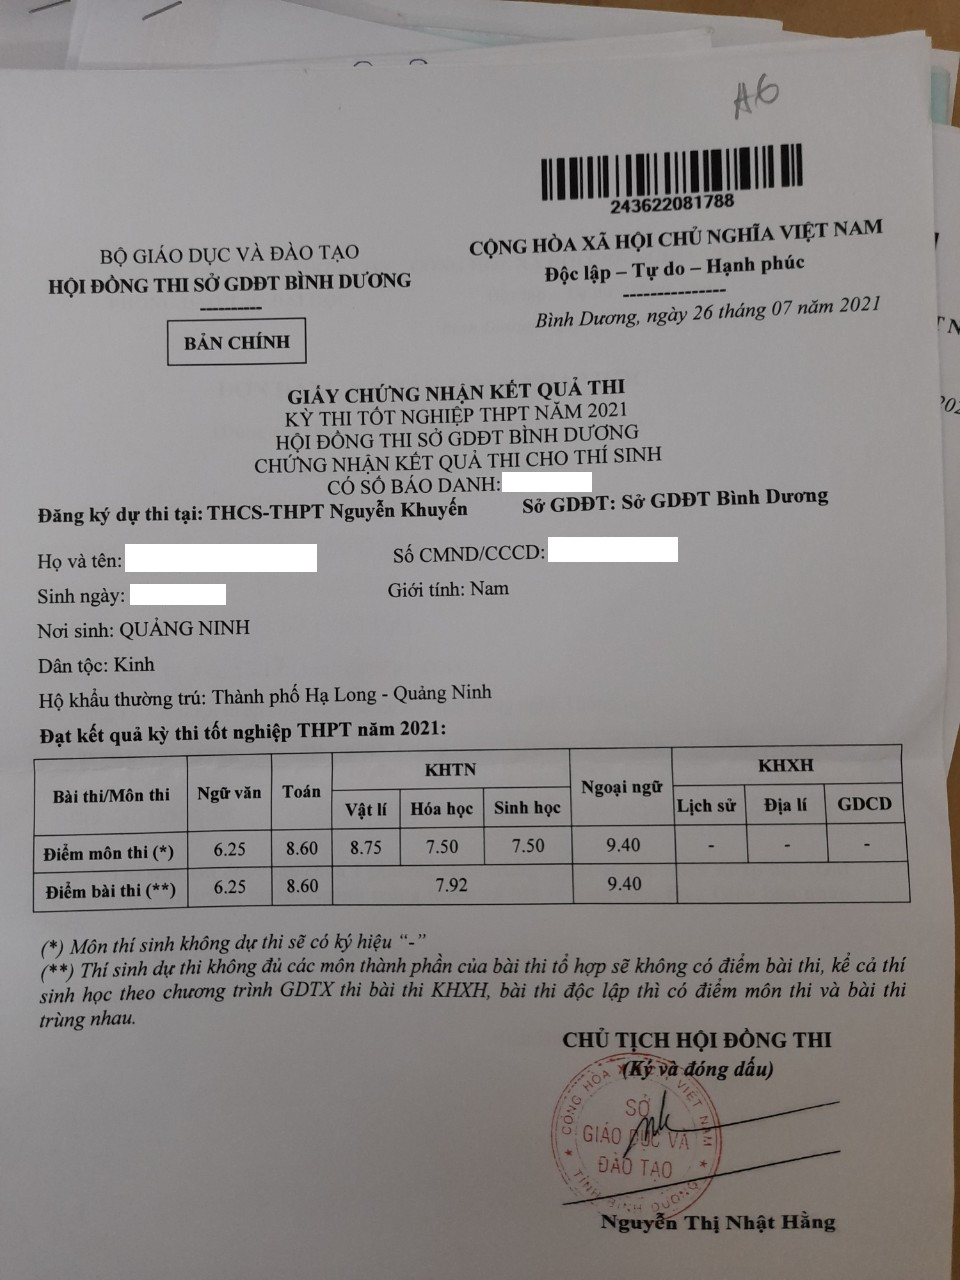 A6
243622081788
BỘ GIÁO DỤC VÀ ĐÀO TẠO
HỘI ĐỒNG THI SỞ GDĐT BÌNH DƯƠNG
----------
BẢN CHÍNH
CỘNG HÒA XÃ HỘI CHỦ NGHĨA VIỆT NAM
Độc lập – Tự do – Hạnh phúc
---------------
Bình Dương, ngày 26 tháng 07 năm 2021
GIẤY CHỨNG NHẬN KẾT QUẢ THI
KỲ THI TỐT NGHIỆP THPT NĂM 2021
HỘI ĐỒNG THI SỞ GDĐT BÌNH DƯƠNG
CHỨNG NHẬN KẾT QUẢ THI CHO THÍ SINH
CÓ SỐ BÁO DANH:
Đăng ký dự thi tại: THCS-THPT Nguyễn Khuyến Sở GDĐT: Sở GDĐT Bình Dương
Họ và tên: Số CMND/CCCD:
Sinh ngày: Giới tính: Nam
Nơi sinh: QUẢNG NINH
Dân tộc: Kinh
Hộ khẩu thường trú: Thành phố Hạ Long - Quảng Ninh
Đạt kết quả kỳ thi tốt nghiệp THPT năm 2021:
Bài thi/Môn thi Ngữ văn Toán KHTN Ngoại ngữ KHXH
Vật lí Hóa học Sinh học Lịch sử Địa lí GDCD
Điểm môn thi (*) 6.25 8.60 8.75 7.50 7.50 9.40 - - -
Điểm bài thi (**) 6.25 8.60 7.92 9.40
(*) Môn thí sinh không dự thi sẽ có ký hiệu “-”
(**) Thí sinh dự thi không đủ các môn thành phần của bài thi tổ hợp sẽ không có điểm bài thi, kể cả thí
sinh học theo chương trình GDTX thi bài thi KHXH, bài thi độc lập thì có điểm môn thi và bài thi
trùng nhau.
CHỦ TỊCH HỘI ĐỒNG THI
(Ký và đóng dấu)
CỘNG HÒA X VIỆT NAM
SỞ
GIÁO DỤC VÀ
ĐÀO TẠO
TỈNH BÌNH DƯƠNG
Nguyễn Thị Nhật Hằng